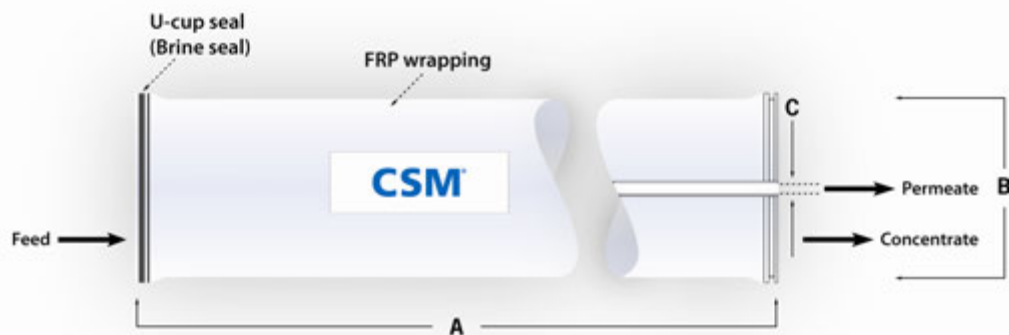 U-cup seal
(Brine seal)
FRP wrapping
C
CSM®
Permeate
B
Feed
Concentrate
A